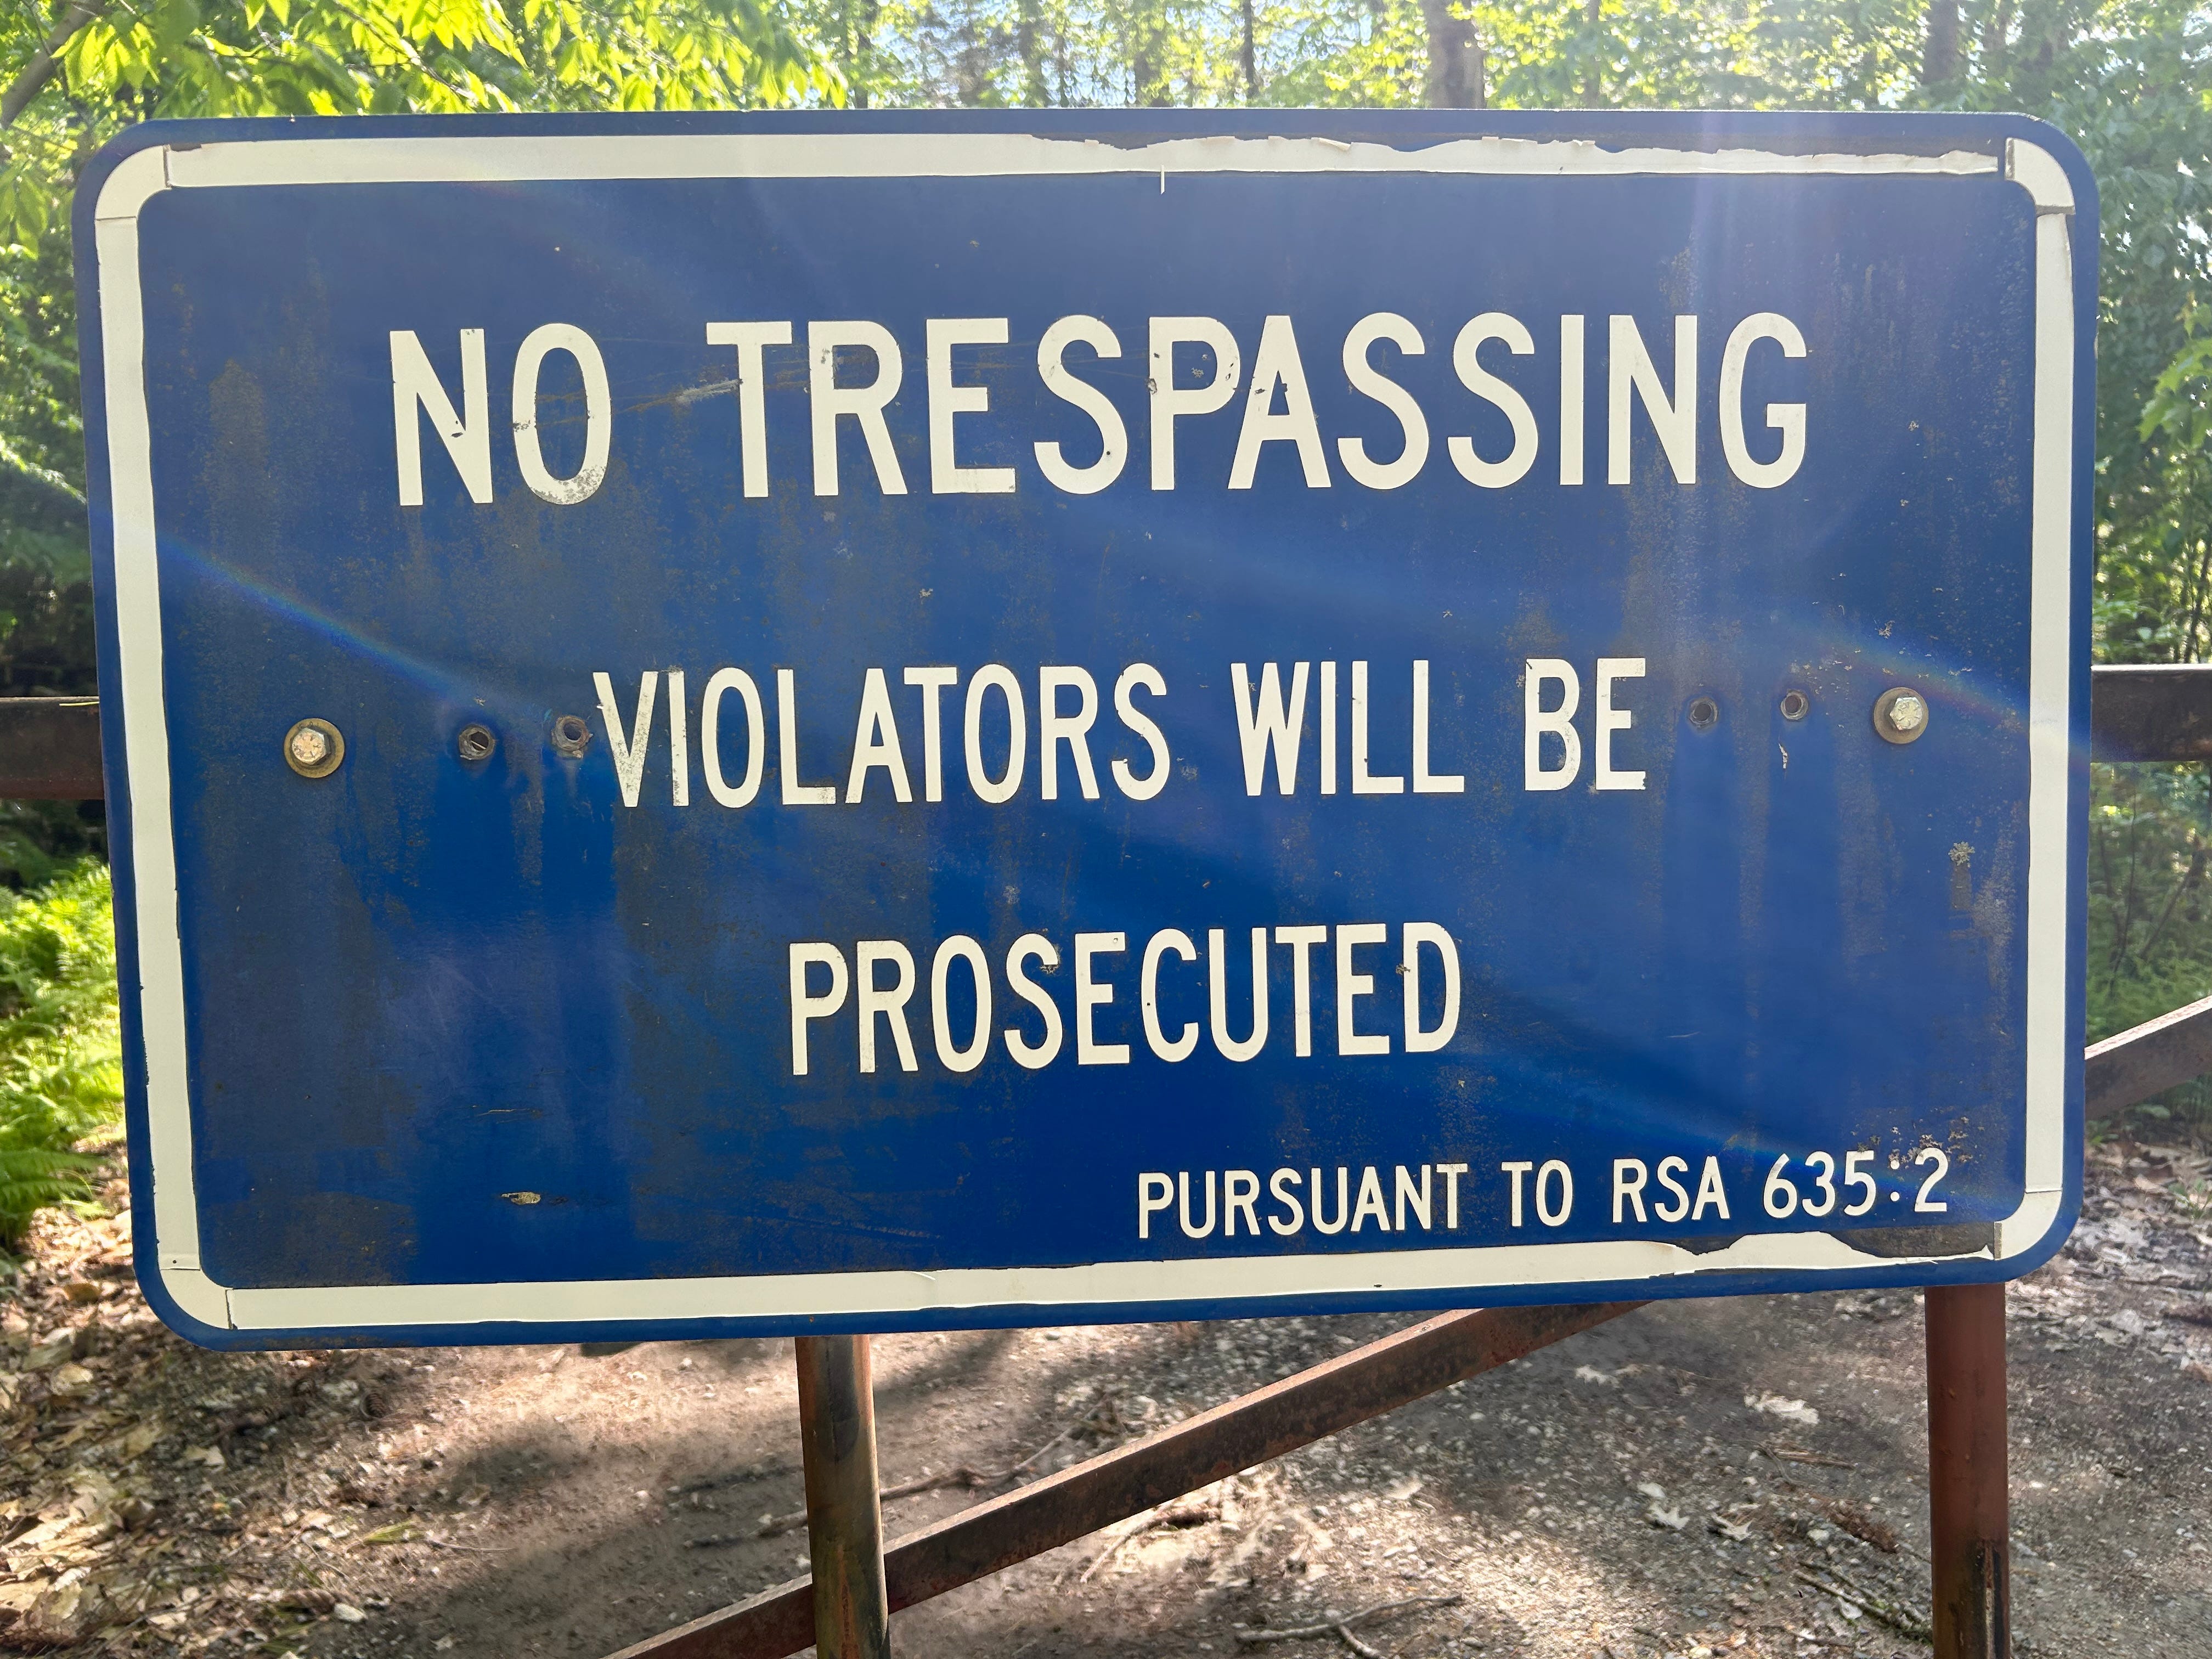 NO TRESPASSING
VIOLATORS WILL BE
PROSECUTED
PURSUANT TO RSA 635:2